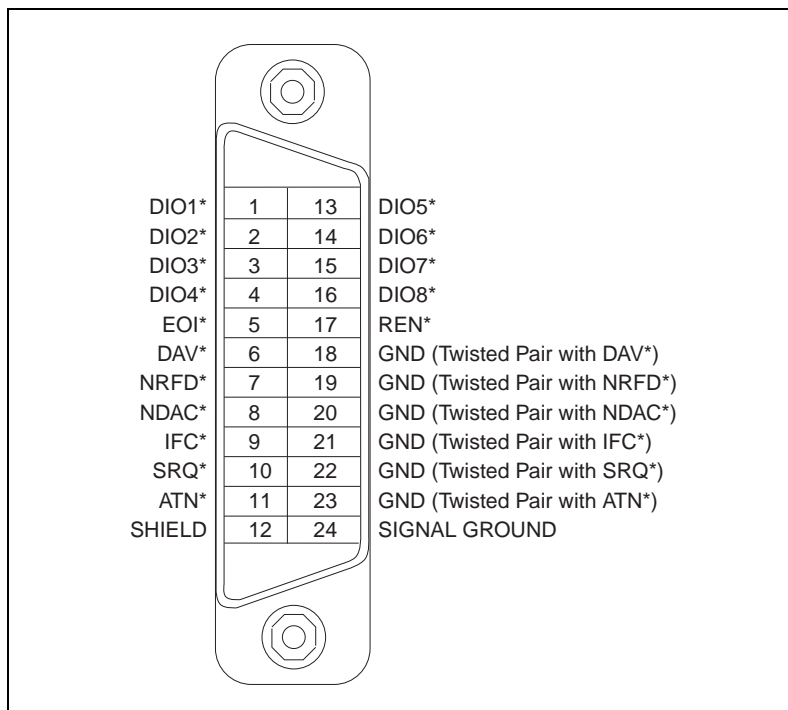 DIO1* 1 13 DIO5*
DIO2* 2 14 DIO6*
DIO3* 3 15 DIO7*
DIO4* 4 16 DIO8*
EOI* 5 17 REN*
DAV* 6 18 GND (Twisted Pair with DAV*)
NRFD* 7 19 GND (Twisted Pair with NRFD*)
NDAC* 8 20 GND (Twisted Pair with NDAC*)
IFC* 9 21 GND (Twisted Pair with IFC*)
SRQ* 10 22 GND (Twisted Pair with SRQ*)
ATN* 11 23 GND (Twisted Pair with ATN*)
SHIELD 12 24 SIGNAL GROUND